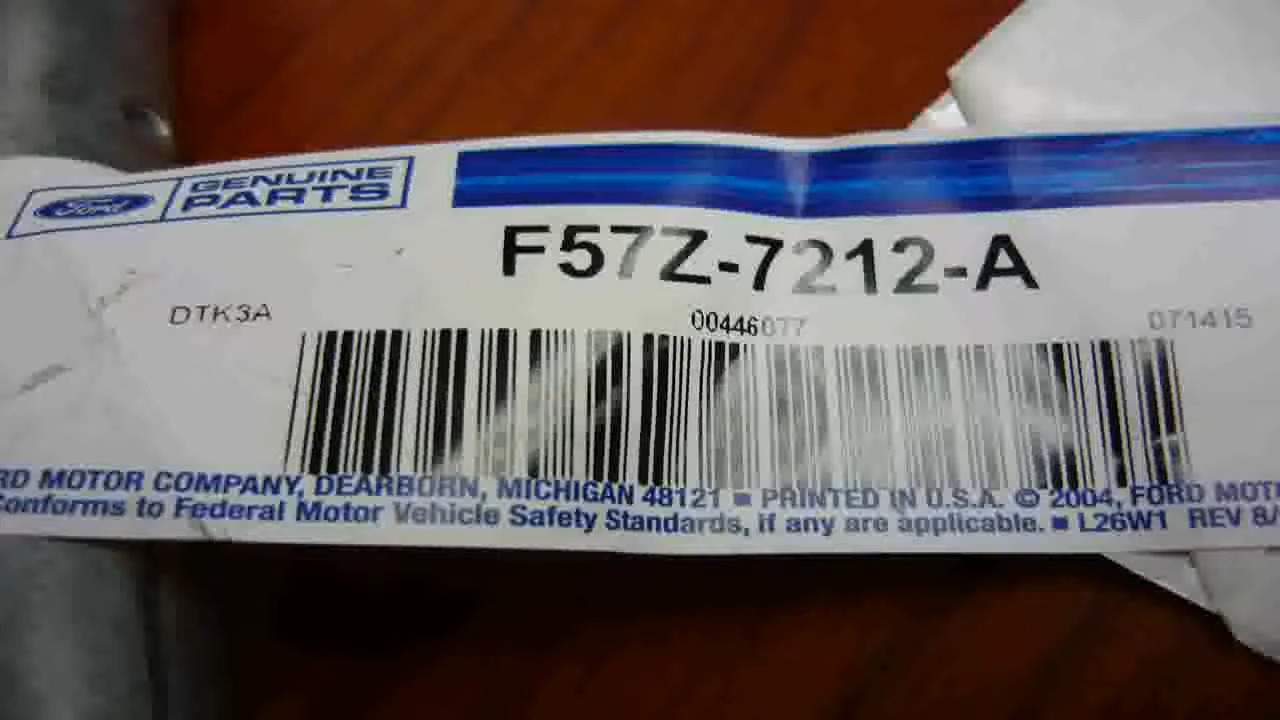 Ford GENUINE PARTS
F57Z-7212-A
DTK3A 00446077 071415
RD MOTOR COMPANY, DEARBORN, MICHIGAN 48121 ■ PRINTED IN U.S.A. © 2004, FORD MOT
Conforms to Federal Motor Vehicle Safety Standards, if any are applicable. ■ L26W1 REV 8/